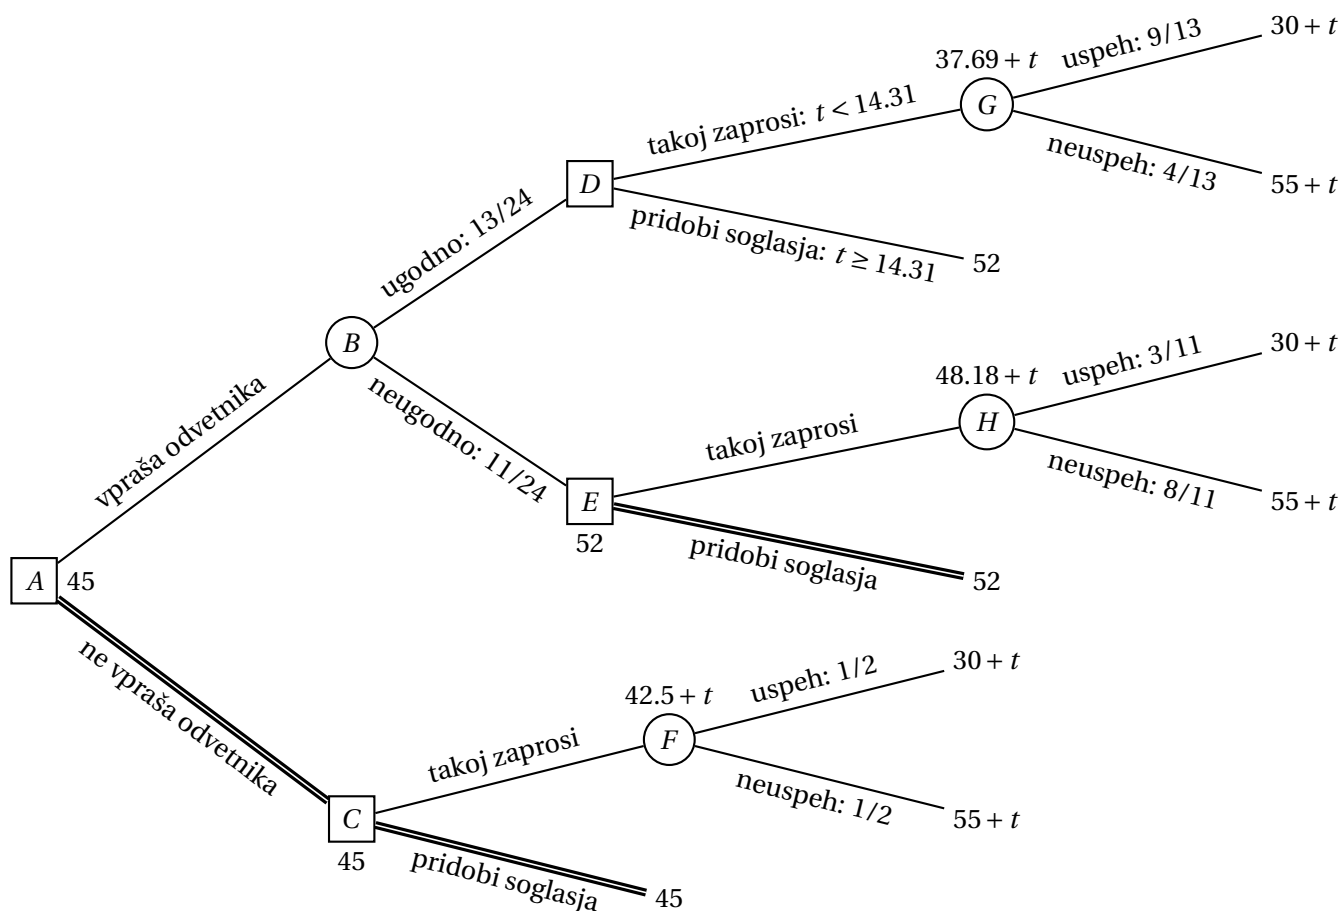 30 + t
uspeh: 9/13
37.69 + t
G
takoj zaprosi: t < 14.31
neuspeh: 4/13
55 + t
D
pridobi soglasja: t ≥ 14.31
52
ugodno: 13/24
B
vpraša odvetnika
neugodno: 11/24
30 + t
uspeh: 3/11
48.18 + t
H
takoj zaprosi
neuspeh: 8/11
55 + t
E
52
pridobi soglasja
52
A
45
ne vpraša odvetnika
30 + t
uspeh: 1/2
42.5 + t
F
takoj zaprosi
neuspeh: 1/2
55 + t
C
45
pridobi soglasja
45